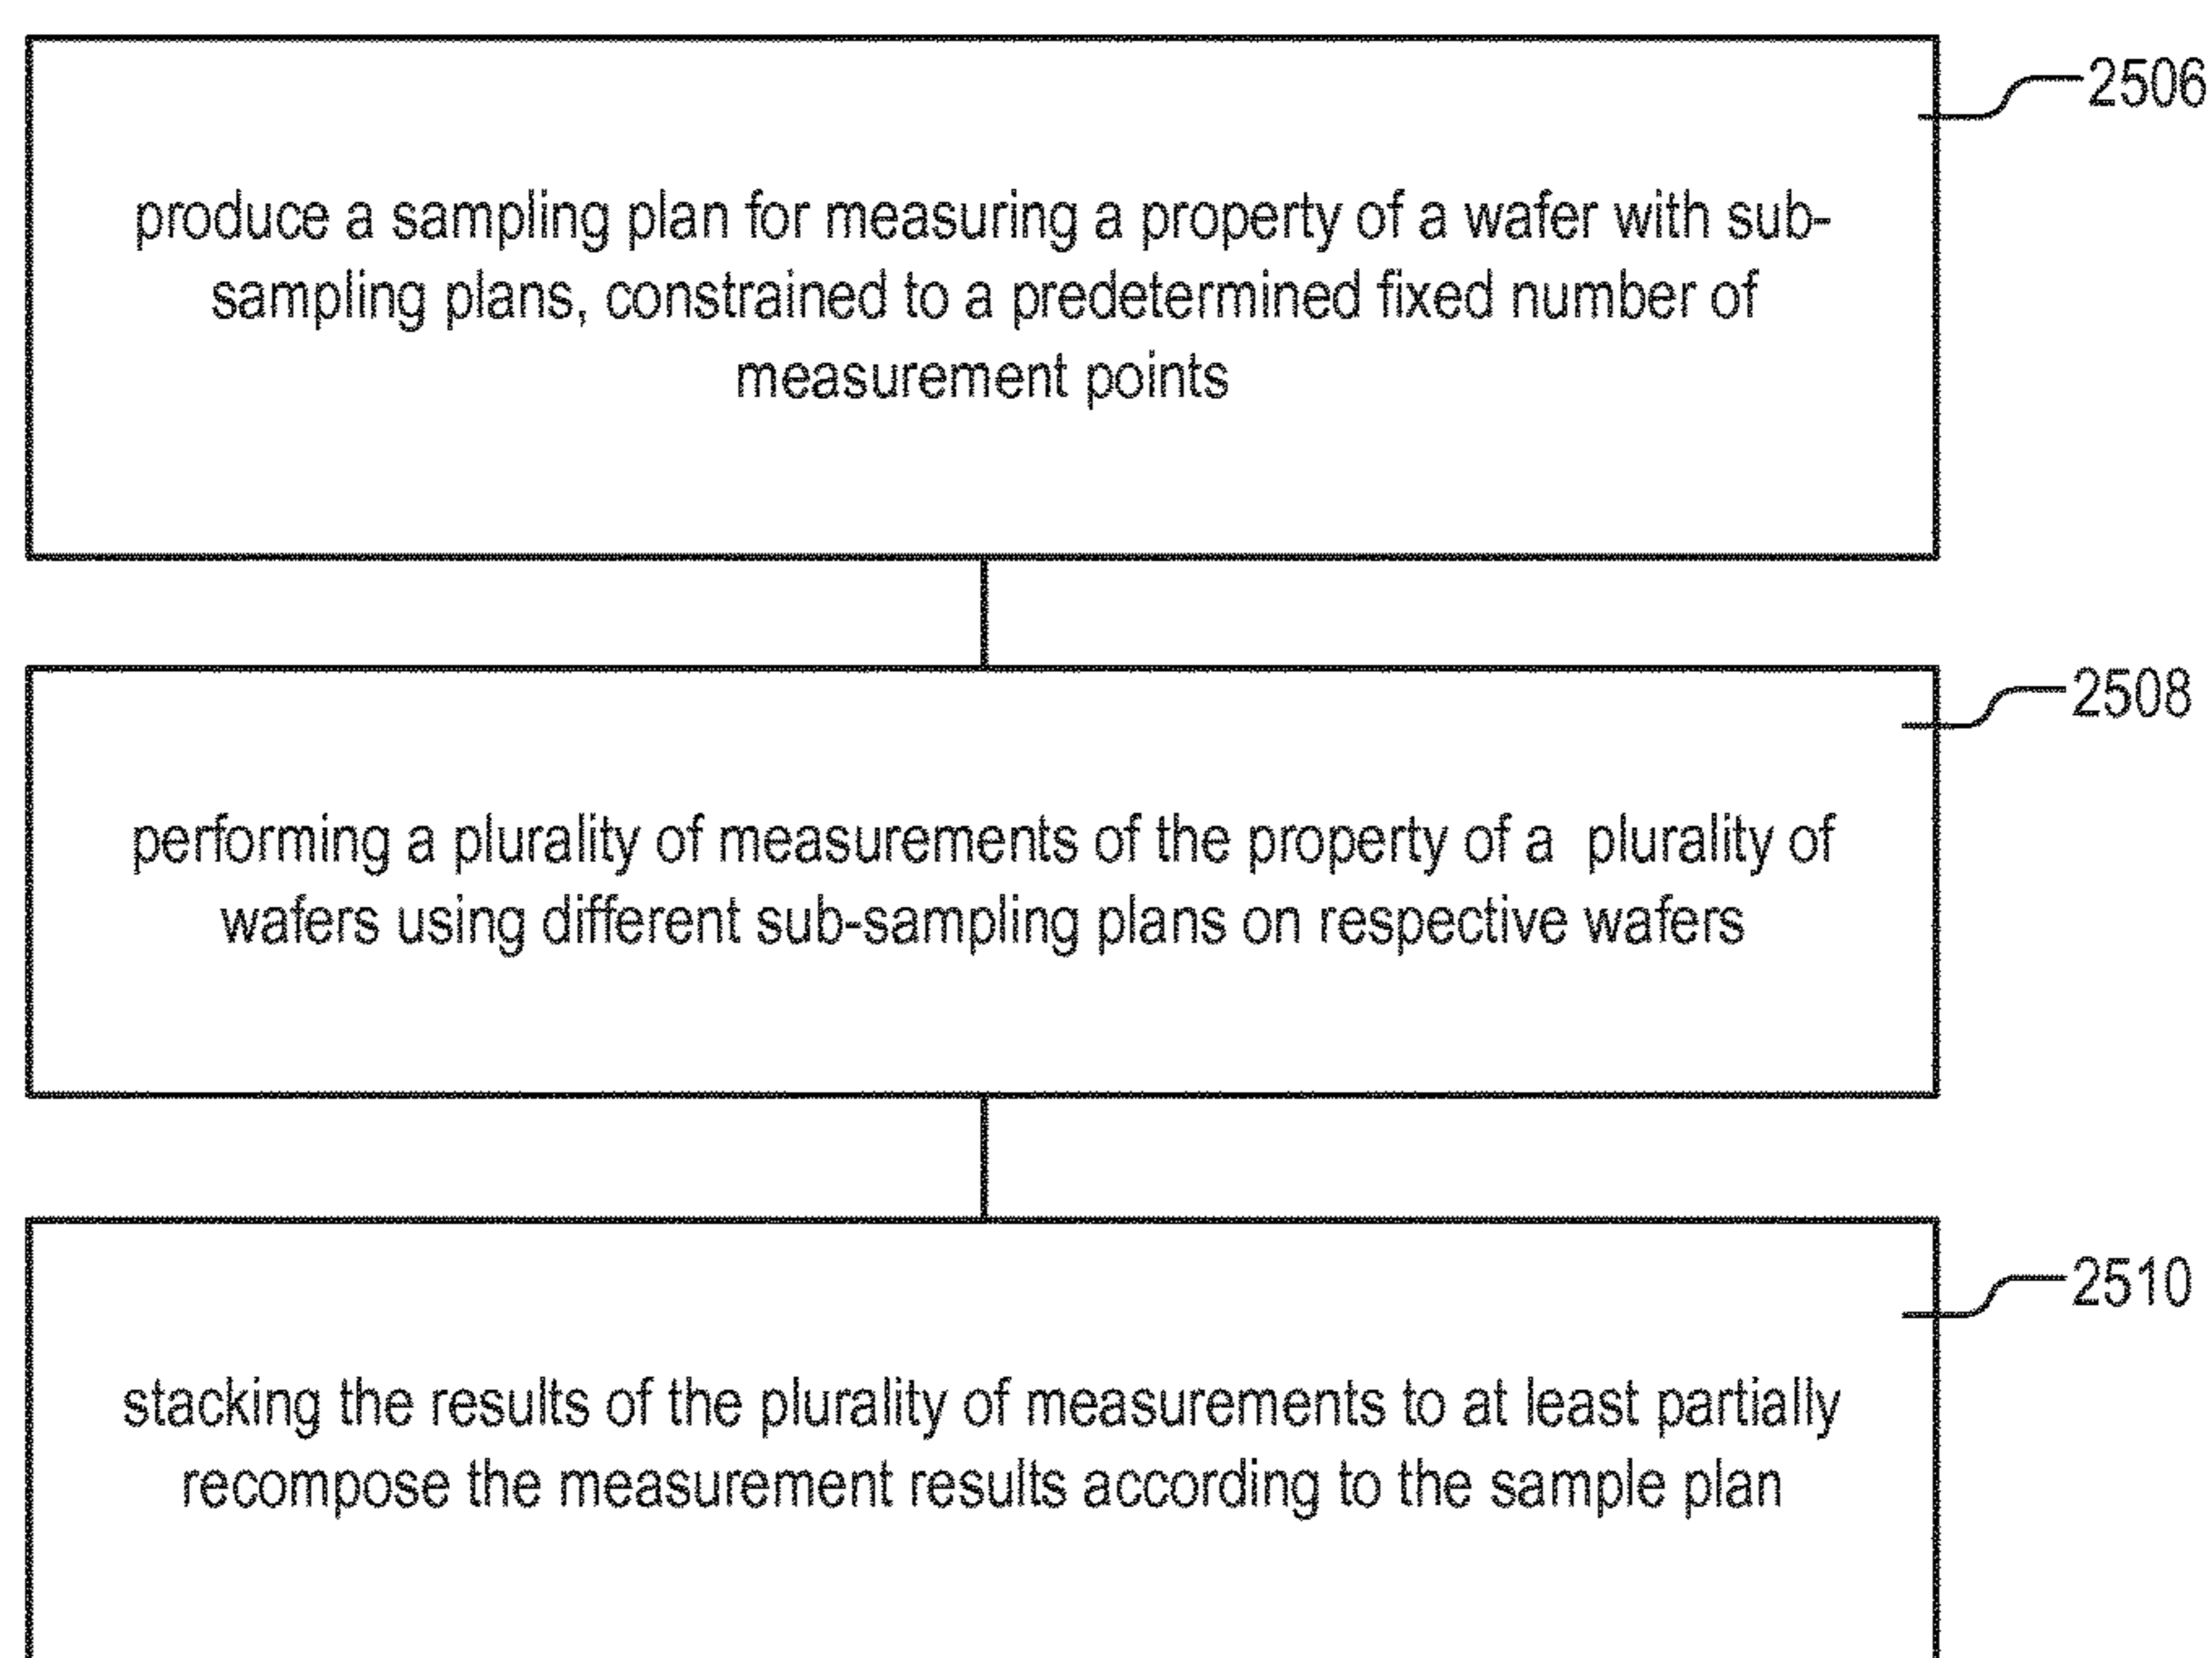 2506
produce a sampling plan for measuring a property of a wafer with sub-
sampling plans, constrained to a predetermined fixed number of
measurement points
2508
performing a plurality of measurements of the property of a plurality of
wafers using different sub-sampling plans on respective wafers
2510
stacking the results of the plurality of measurements to at least partially
recompose the measurement results according to the sample plan